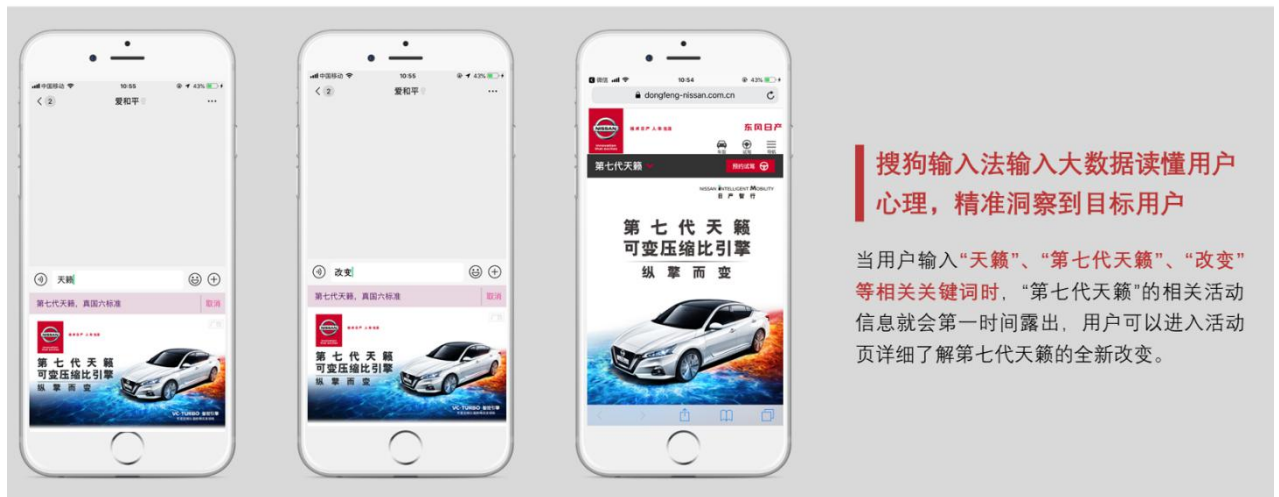 中国移动
10:55
43%
2
爱和平
天籁
第七代天籁，真国六标准
取消
NISSAN
第七代天籁
可变压缩比引擎
纵擎而变
VC-TURBO
中国移动
10:55
43%
2
爱和平
改变
第七代天籁，真国六标准
取消
NISSAN
第七代天籁
可变压缩比引擎
纵擎而变
VC-TURBO
微信
10:54
43%
dongfeng-nissan.com.cn
NISSAN
东风日产
第七代天籁
预约试驾
NISSAN INTELLIGENT MOBILITY
日产智行
第七代天籁
可变压缩比引擎
纵擎而变
搜狗输入法输入大数据读懂用户
心理，精准洞察到目标用户
当用户输入“天籁”、“第七代天籁”、“改变”
等相关关键词时，“第七代天籁”的相关活动
信息就会第一时间露出，用户可以进入活动
页详细了解第七代天籁的全新改变。